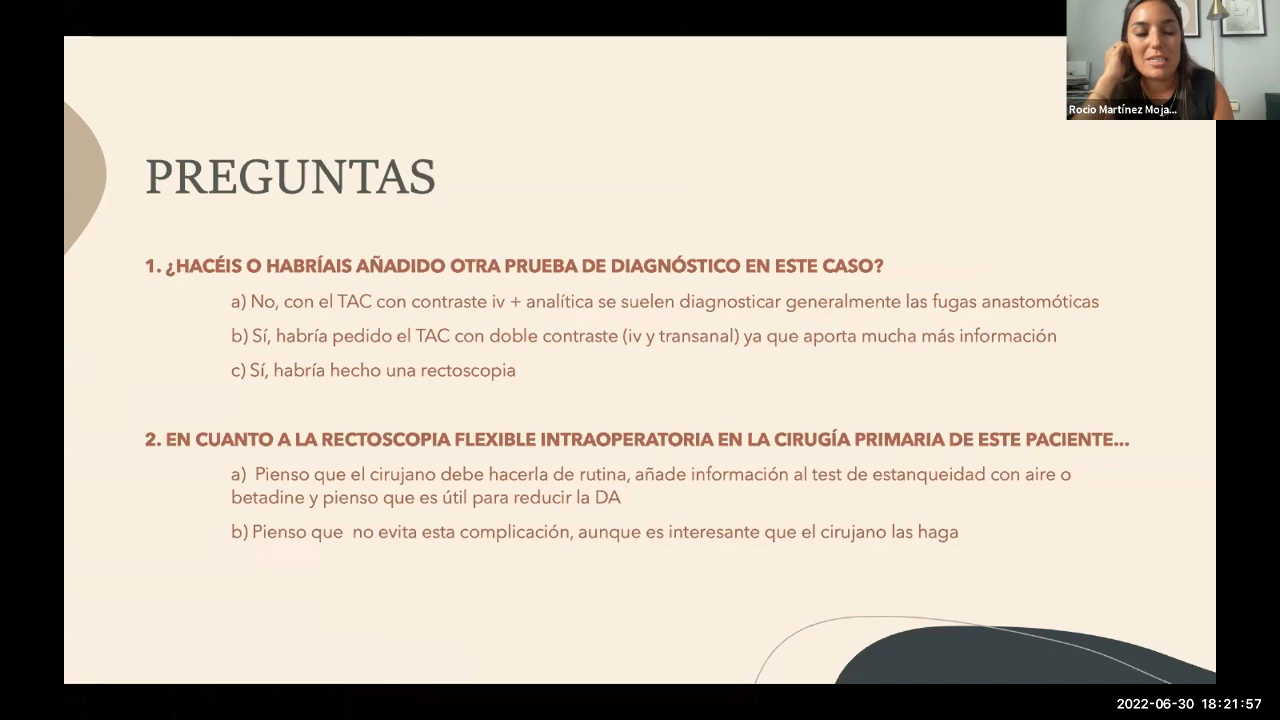 Rocio Martínez Moja...
PREGUNTAS
1. ¿HACÉIS O HABRÍAIS AÑADIDO OTRA PRUEBA DE DIAGNÓSTICO EN ESTE CASO?
a) No, con el TAC con contraste iv + analítica se suelen diagnosticar generalmente las fugas anastomóticas
b) Sí, habría pedido el TAC con doble contraste (iv y transanal) ya que aporta mucha más información
c) Sí, habría hecho una rectoscopia
2. EN CUANTO A LA RECTOSCOPIA FLEXIBLE INTRAOPERATORIA EN LA CIRUGÍA PRIMARIA DE ESTE PACIENTE...
a) Pienso que el cirujano debe hacerla de rutina, añade información al test de estanqueidad con aire o
betadine y pienso que es útil para reducir la DA
b) Pienso que no evita esta complicación, aunque es interesante que el cirujano las haga
2022-06-30 18:21:57